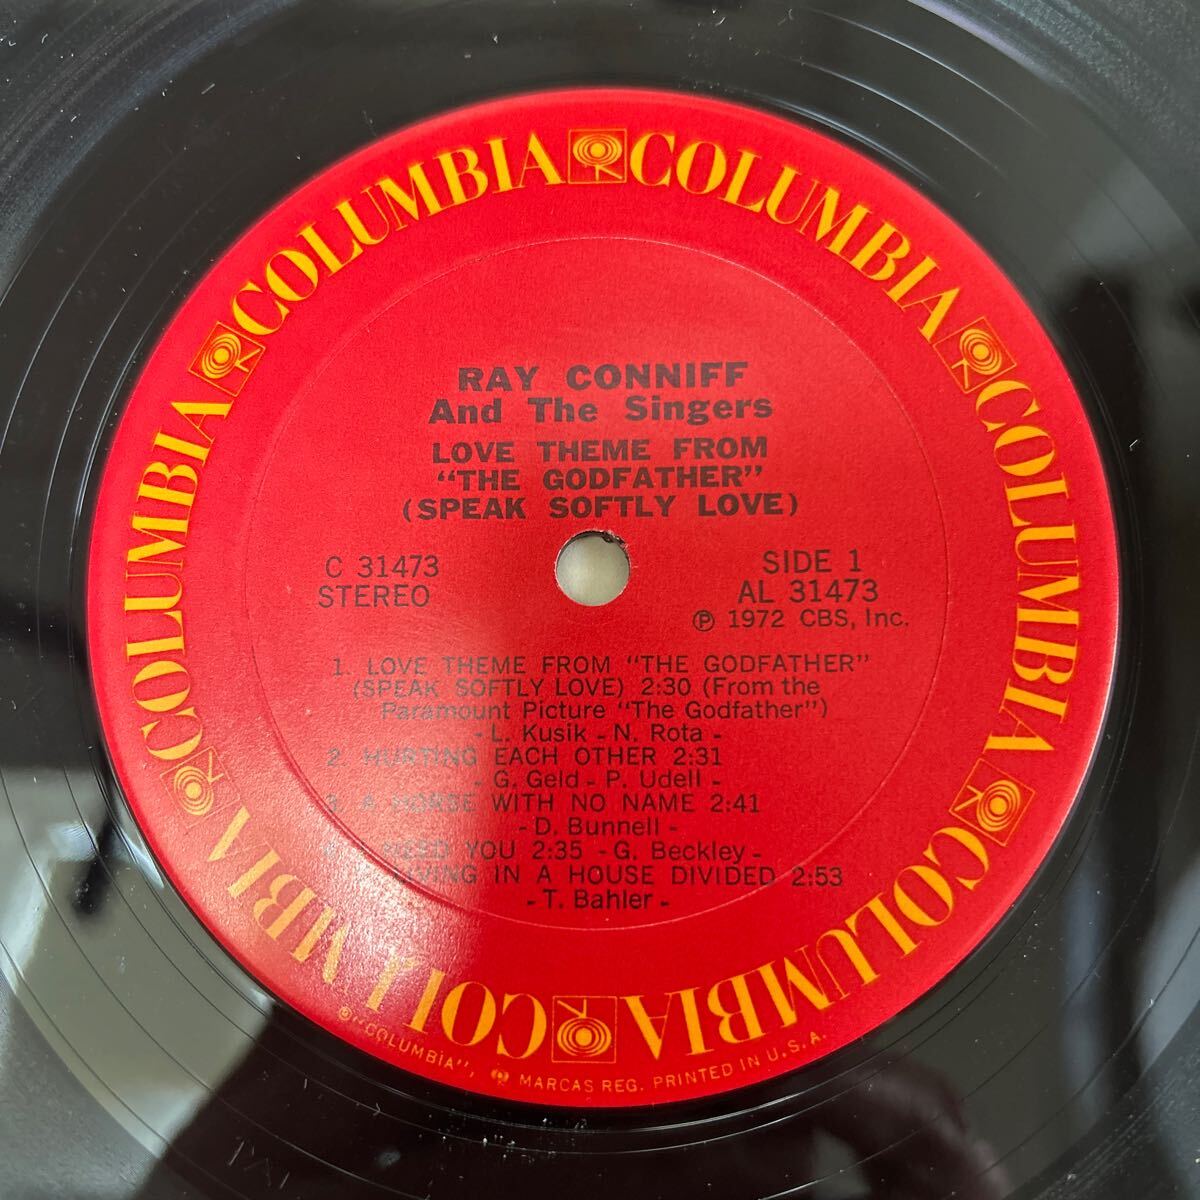 COLUMBIA COLUMBIA COLUMBIA COLUMBIA COLUMBIA COLUMBIA
RAY CONNIFF
And The Singers
LOVE THEME FROM
"THE GODFATHER"
(SPEAK SOFTLY LOVE)
C 31473
STEREO
SIDE 1
AL 31473
Ⓟ 1972 CBS, Inc.
1. LOVE THEME FROM "THE GODFATHER"
(SPEAK SOFTLY LOVE) 2:30 (From the
Paramount Picture "The Godfather")
- L. Kusik - N. Rota -
2. HURTING EACH OTHER 2:31
- G. Geld - P. Udell -
3. A HORSE WITH NO NAME 2:41
- D. Bunnell -
NEED YOU 2:35 - G. Beckley -
LIVING IN A HOUSE DIVIDED 2:53
- T. Bahler -
® "COLUMBIA", MARCAS REG. PRINTED IN U.S.A.